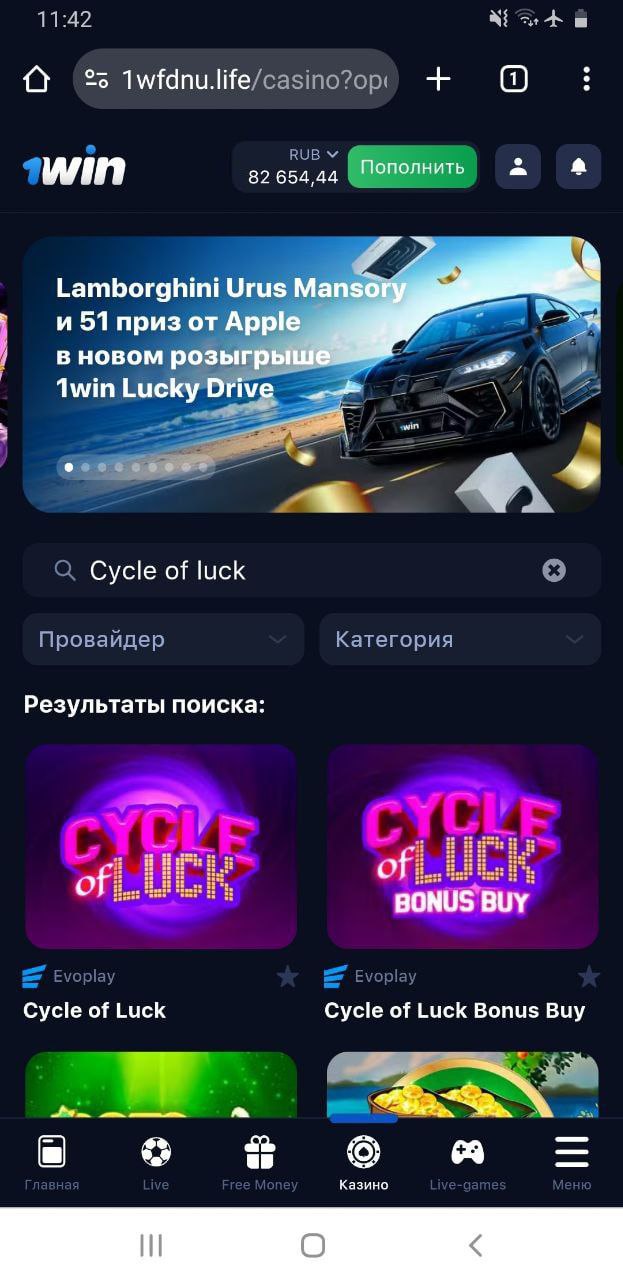 11:42
1wfdnu.life/casino?op
1
1win
RUB
82 654,44
Пополнить
Lamborghini Urus Mansory
и 51 приз от Apple
в новом розыгрыше
1win Lucky Drive
1win
Cycle of luck
Провайдер
Категория
Результаты поиска:
CYCLE
of LUCK
CYCLE
of LUCK
BONUS BUY
Evoplay
Evoplay
Cycle of Luck
Cycle of Luck Bonus Buy
Главная
Live
Free Money
Казино
Live-games
Меню